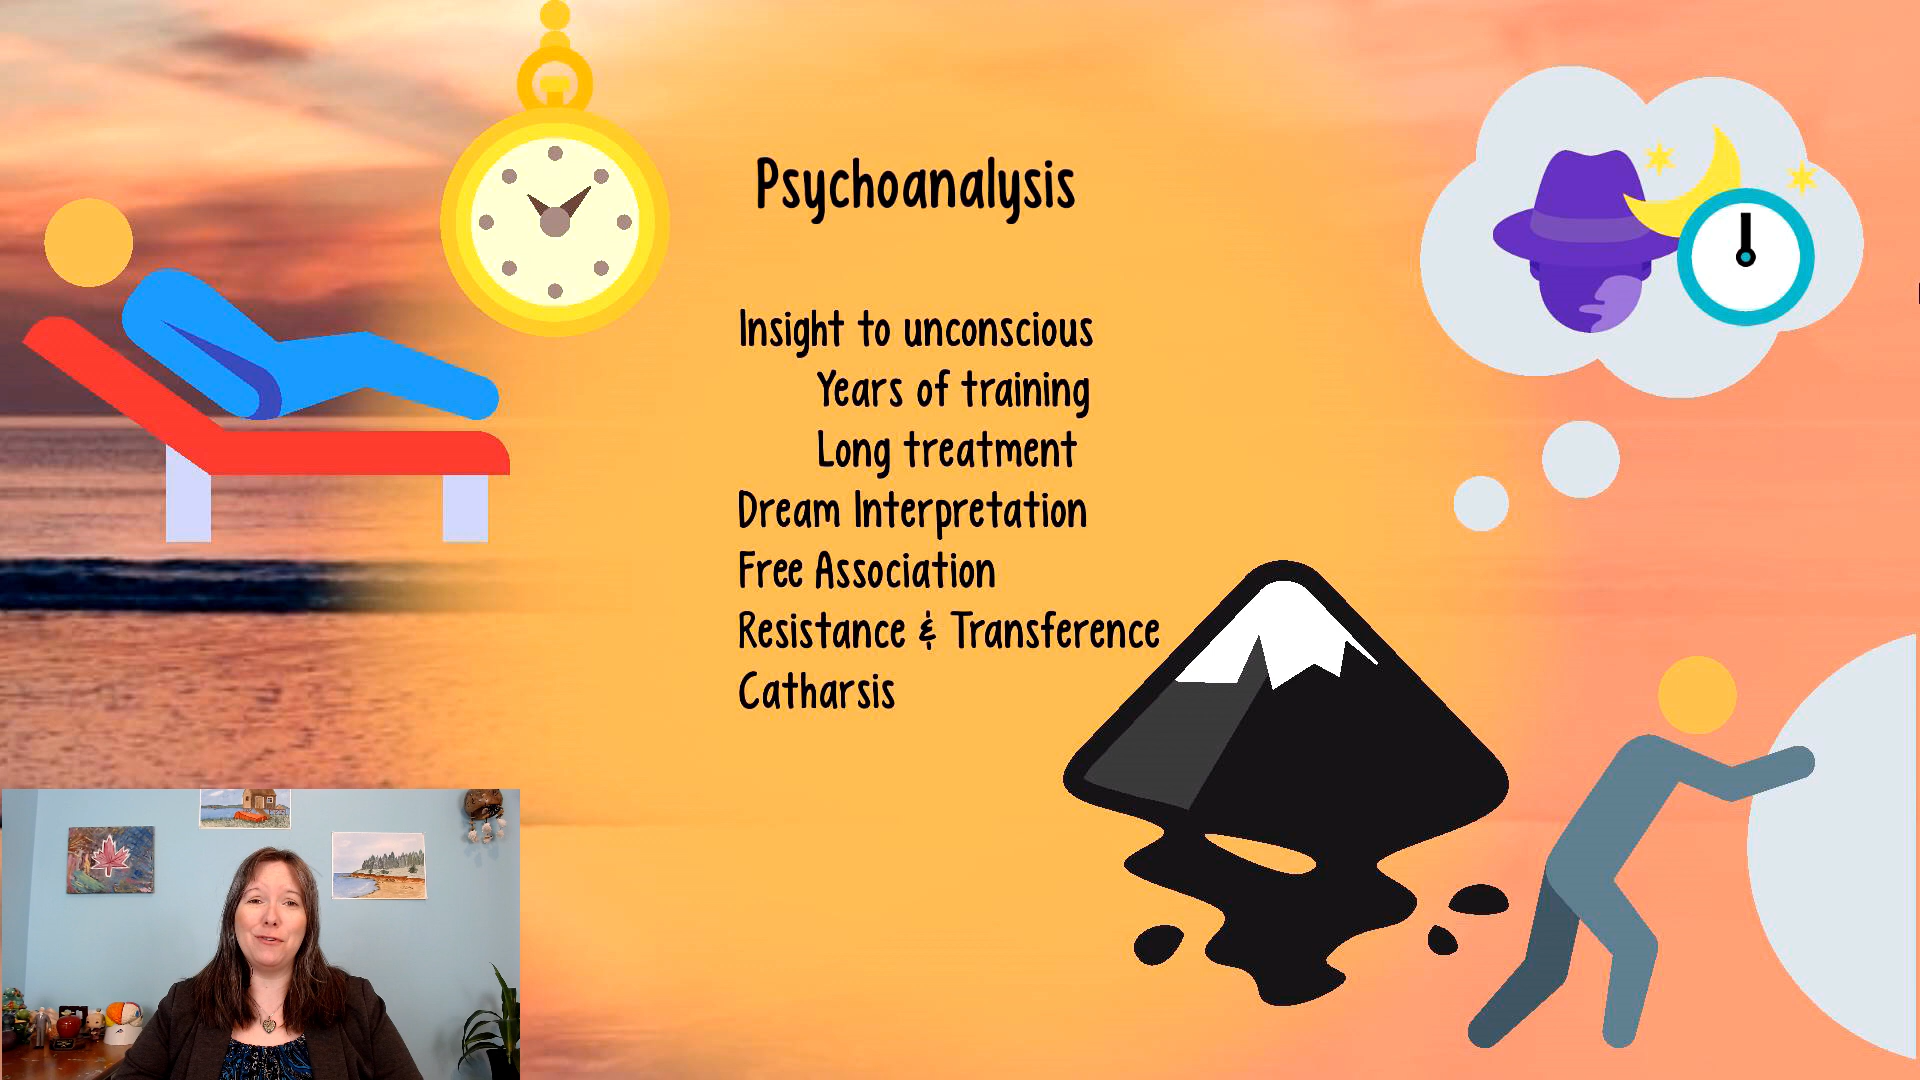 Psychoanalysis
Insight to unconscious
Years of training
Long treatment
Dream Interpretation
Free Association
Resistance & Transference
Catharsis